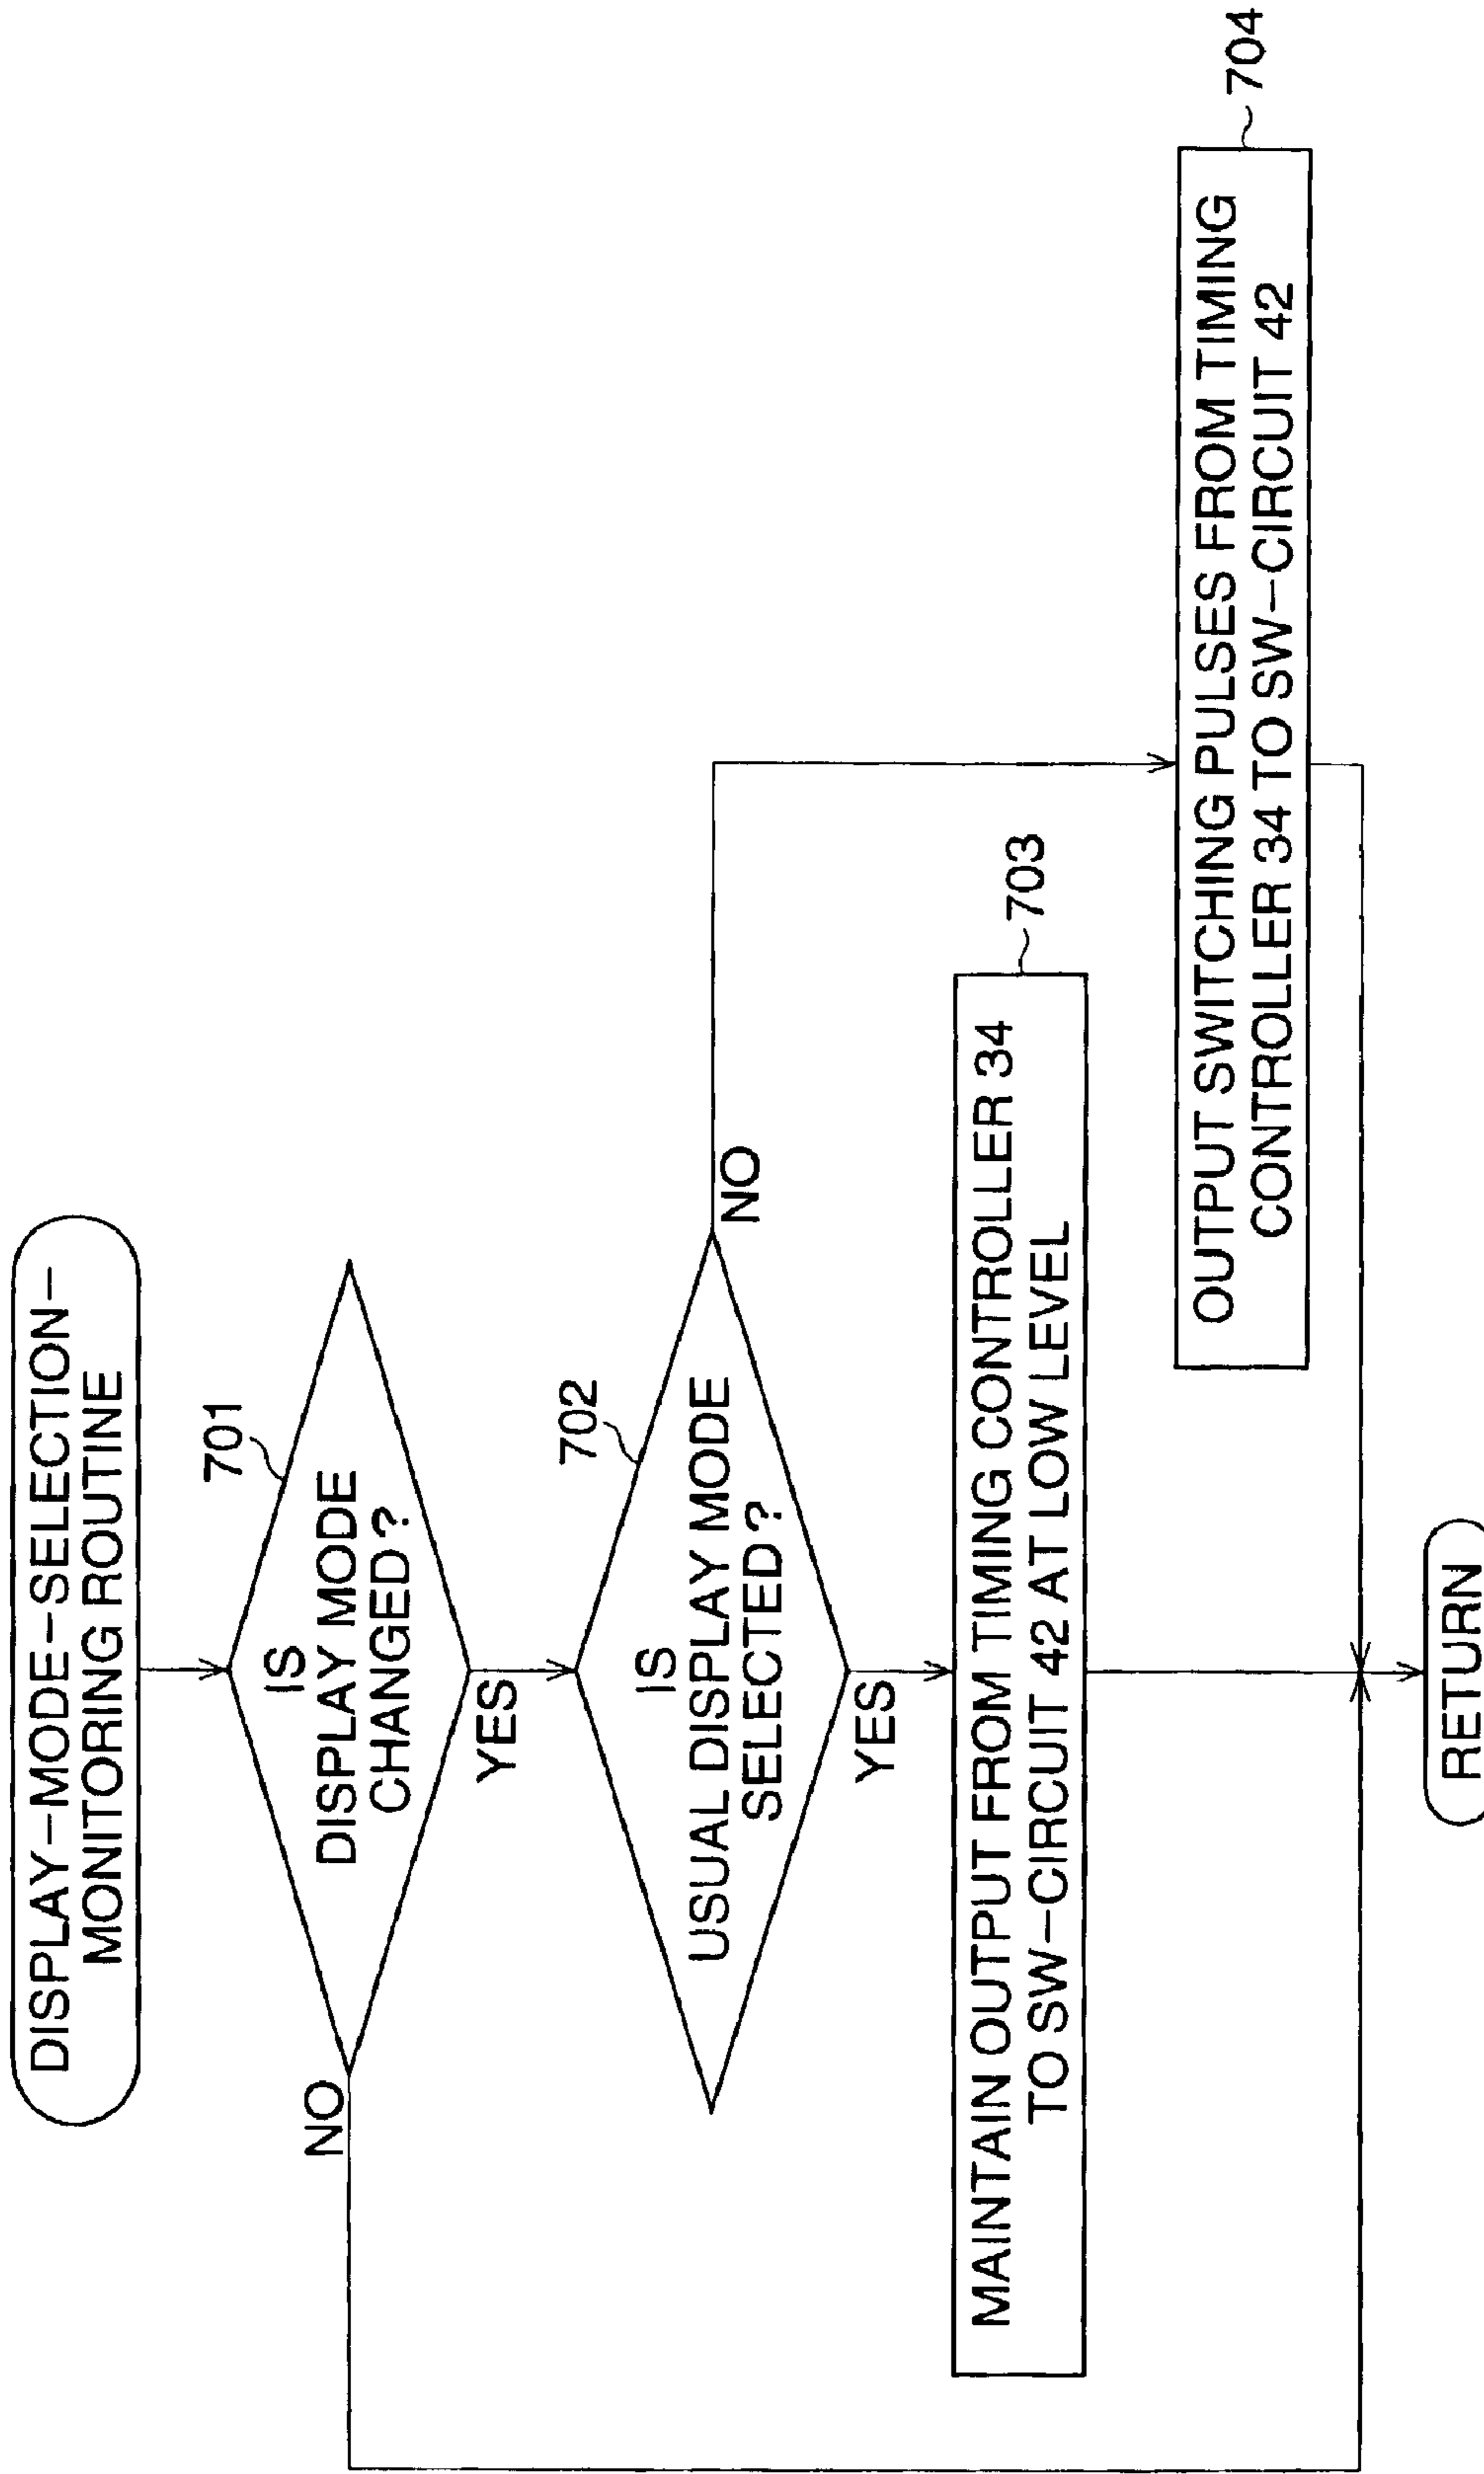 DISPLAY-MODE-SELECTION-
MONITORING ROUTINE
701
IS
DISPLAY MODE
CHANGED?
NO
YES
702
IS
USUAL DISPLAY MODE
SELECTED?
NO
YES
703
MAINTAIN OUTPUT FROM TIMING CONTROLLER 34
TO SW-CIRCUIT 42 AT LOW LEVEL
704
OUTPUT SWITCHING PULSES FROM TIMING
CONTROLLER 34 TO SW-CIRCUIT 42
RETURN